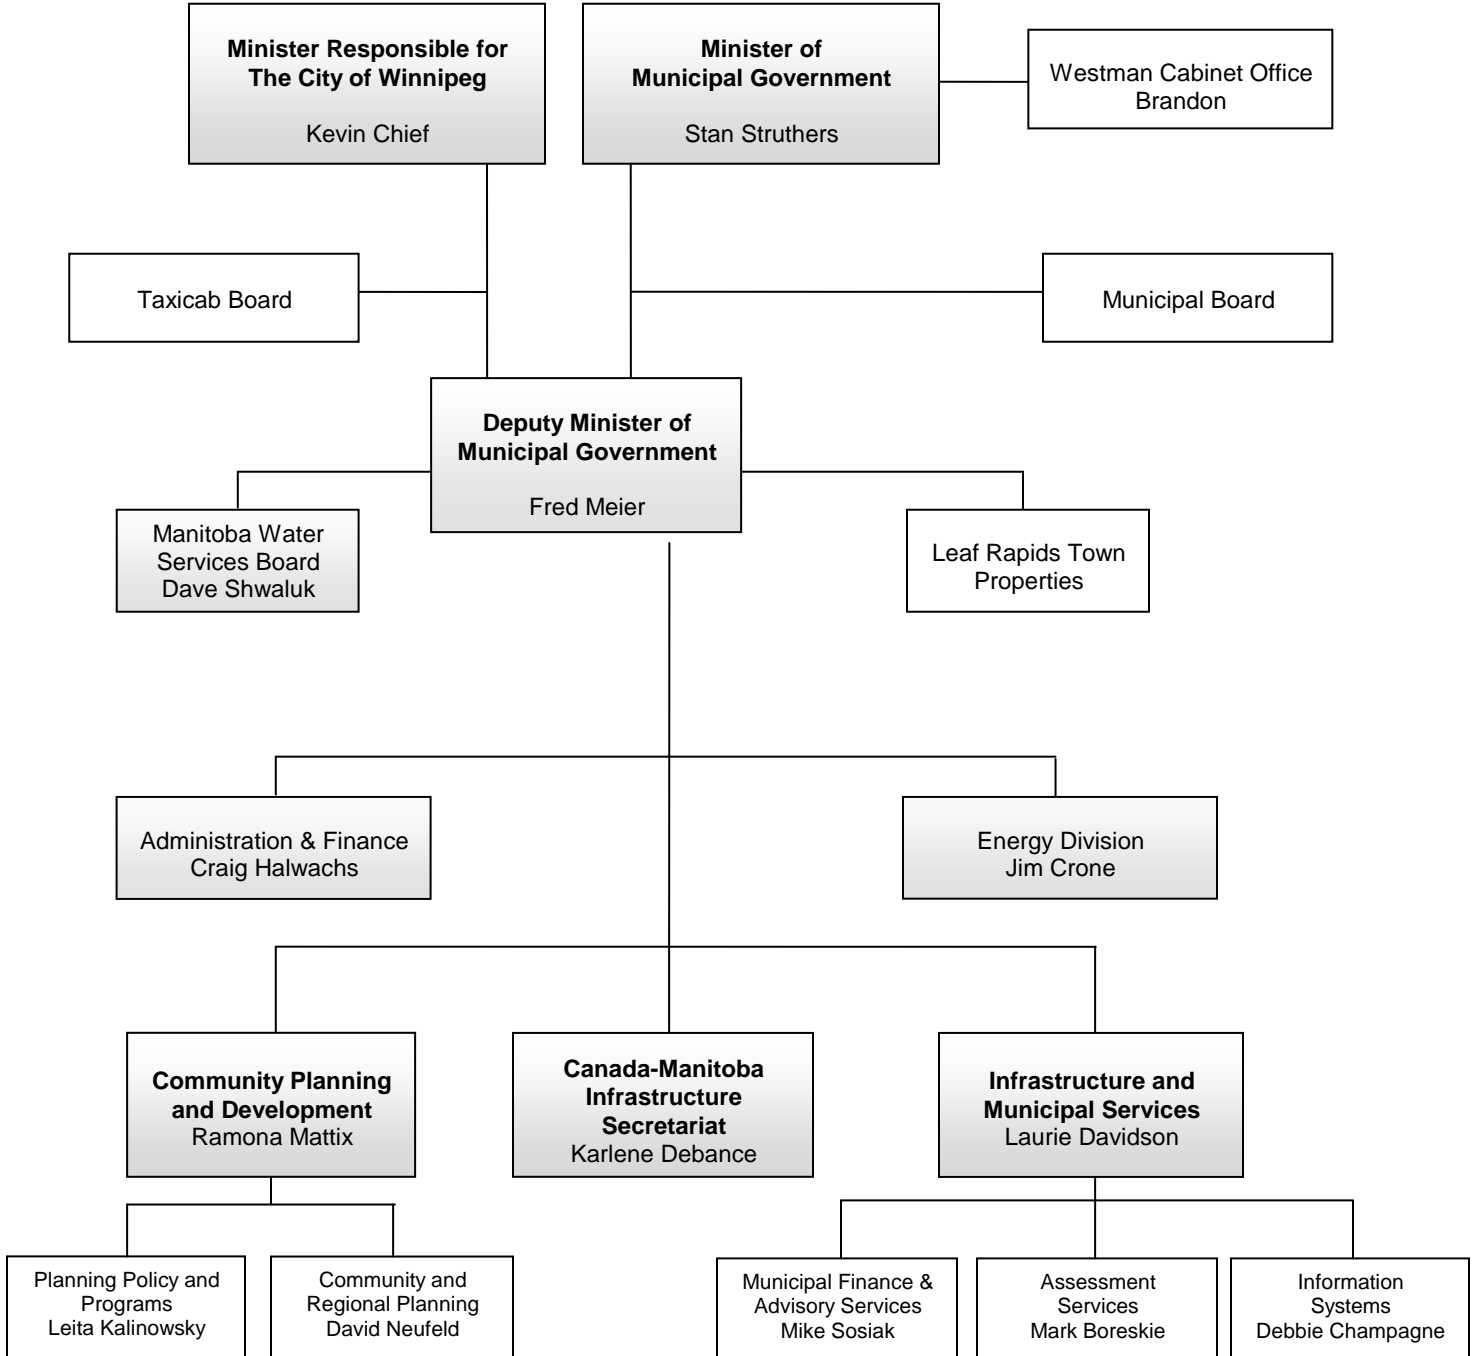 Minister Responsible for
The City of Winnipeg
Kevin Chief
Minister of
Municipal Government
Stan Struthers
Westman Cabinet Office
Brandon
Taxicab Board
Municipal Board
Deputy Minister of
Municipal Government
Fred Meier
Manitoba Water
Services Board
Dave Shwaluk
Leaf Rapids Town
Properties
Administration & Finance
Craig Halwachs
Energy Division
Jim Crone
Community Planning
and Development
Ramona Mattix
Canada-Manitoba
Infrastructure
Secretariat
Karlene Debance
Infrastructure and
Municipal Services
Laurie Davidson
Planning Policy and
Programs
Leita Kalinowsky
Community and
Regional Planning
David Neufeld
Municipal Finance &
Advisory Services
Mike Sosiak
Assessment
Services
Mark Boreskie
Information
Systems
Debbie Champagne